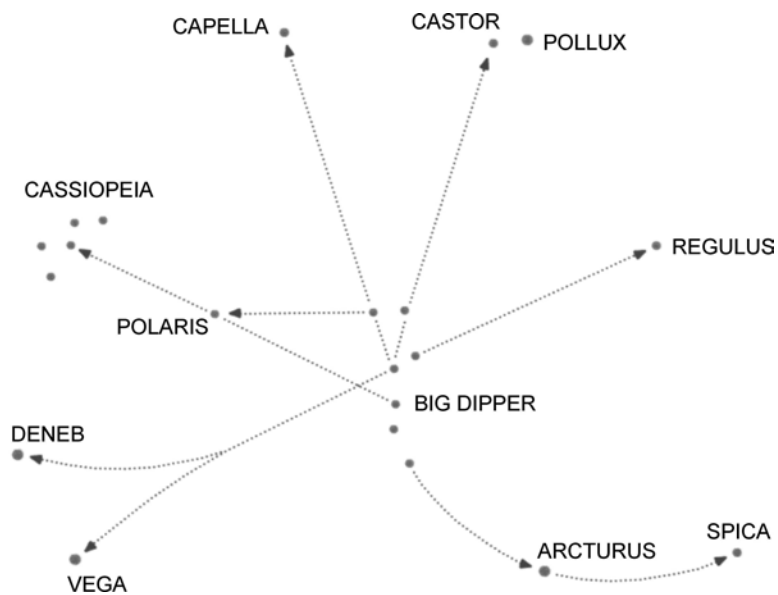 CAPELLA
CASTOR
POLLUX
CASSIOPEIA
REGULUS
POLARIS
BIG DIPPER
DENEB
SPICA
ARCTURUS
VEGA